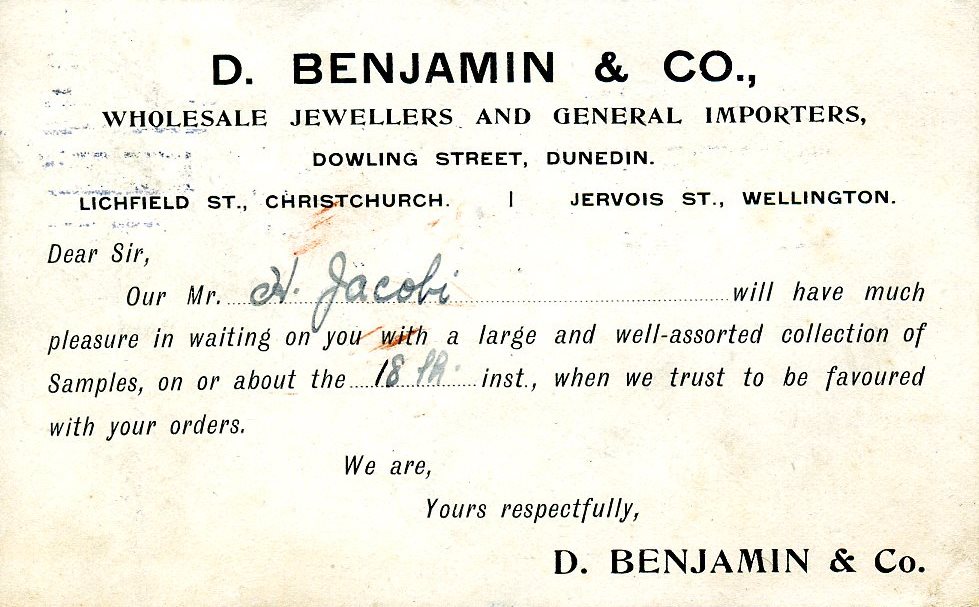 D. BENJAMIN & CO.,
WHOLESALE JEWELLERS AND GENERAL IMPORTERS,
DOWLING STREET, DUNEDIN.
LICHFIELD ST., CHRISTCHURCH. | JERVOIS ST., WELLINGTON.
Dear Sir,
Our Mr. H. Jacobi will have much
pleasure in waiting on you with a large and well-assorted collection of
Samples, on or about the 18th. inst., when we trust to be favoured
with your orders.
We are,
Yours respectfully,
D. BENJAMIN & Co.